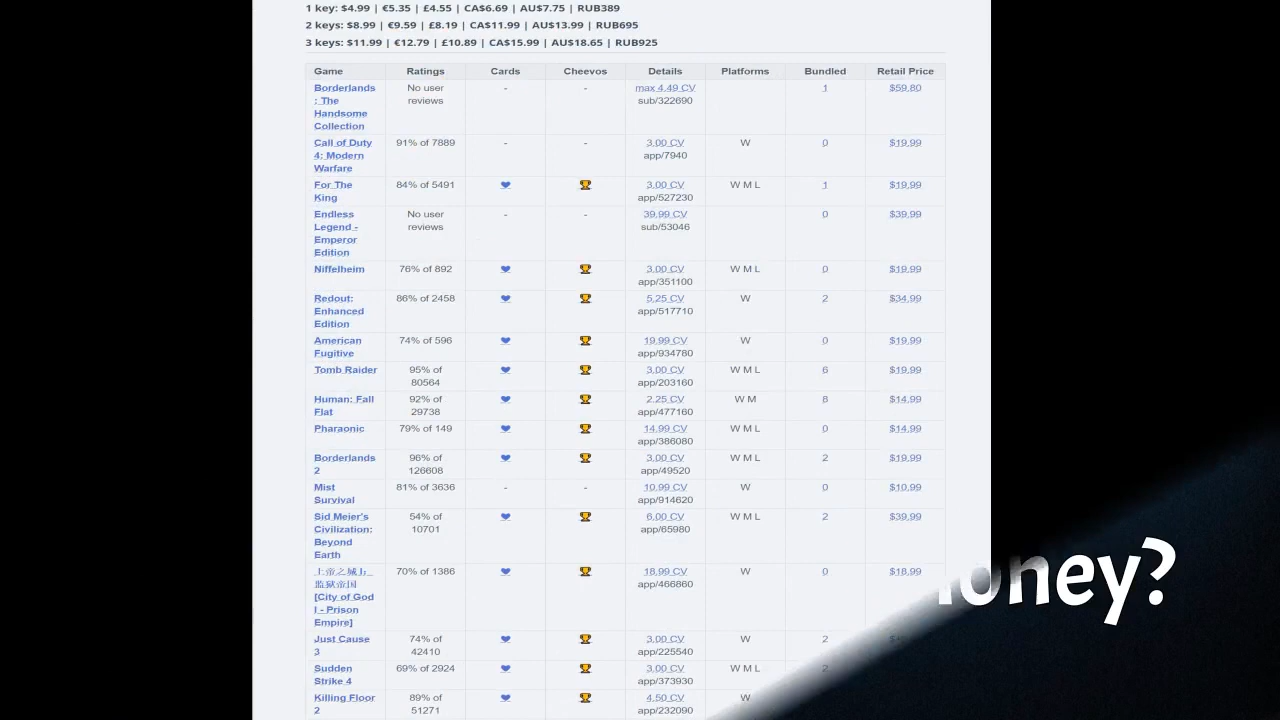 1 key: $4.99 | €5.35 | £4.55 | CA$6.69 | AU$7.75 | RUB389
2 keys: $8.99 | €9.59 | £8.19 | CA$11.99 | AU$13.99 | RUB695
3 keys: $11.99 | €12.79 | £10.89 | CA$15.99 | AU$18.65 | RUB925
Game Ratings Cards Cheevos Details Platforms Bundled Retail Price
Borderlands No user - - max 4.49 CV 1 $59.80
: The reviews sub/322690
Handsome
Collection
Call of Duty 91% of 7889 - - 3.00 CV W 0 $19.99
4: Modern app/7940
Warfare
For The 84% of 5491 3.00 CV W M L 1 $19.99
King app/527230
Endless No user - - 39.99 CV 0 $39.99
Legend - reviews sub/53046
Emperor
Edition
Niffelheim 76% of 892 3.00 CV W M L 0 $19.99
app/351100
Redout: 86% of 2458 5.25 CV W 2 $34.99
Enhanced app/517710
Edition
American 74% of 596 19.99 CV W 0 $19.99
Fugitive app/934780
Tomb Raider 95% of 3.00 CV W M L 6 $19.99
80564 app/203160
Human: Fall 92% of 2.25 CV W M 8 $14.99
Flat 29738 app/477160
Pharaonic 79% of 149 14.99 CV W M L 0 $14.99
app/386080
Borderlands 96% of 3.00 CV W M L 2 $19.99
2 126608 app/49520
Mist 81% of 3636 - - 10.99 CV W 0 $10.99
Survival app/914620
Sid Meier's 54% of 6.00 CV W M L 2 $39.99
Civilization: 10701 app/65980
Beyond
Earth
上帝之城 I: 70% of 1386 18.99 CV W 0 $18.99
监狱帝国 app/466860
[City of God
I - Prison
Empire]
Just Cause 74% of 3.00 CV W 2
3 42410 app/225540
Sudden 69% of 2924 3.00 CV W M L 2
Strike 4 app/373930
Killing Floor 89% of 4.50 CV W
2 51271 app/232090
oney?